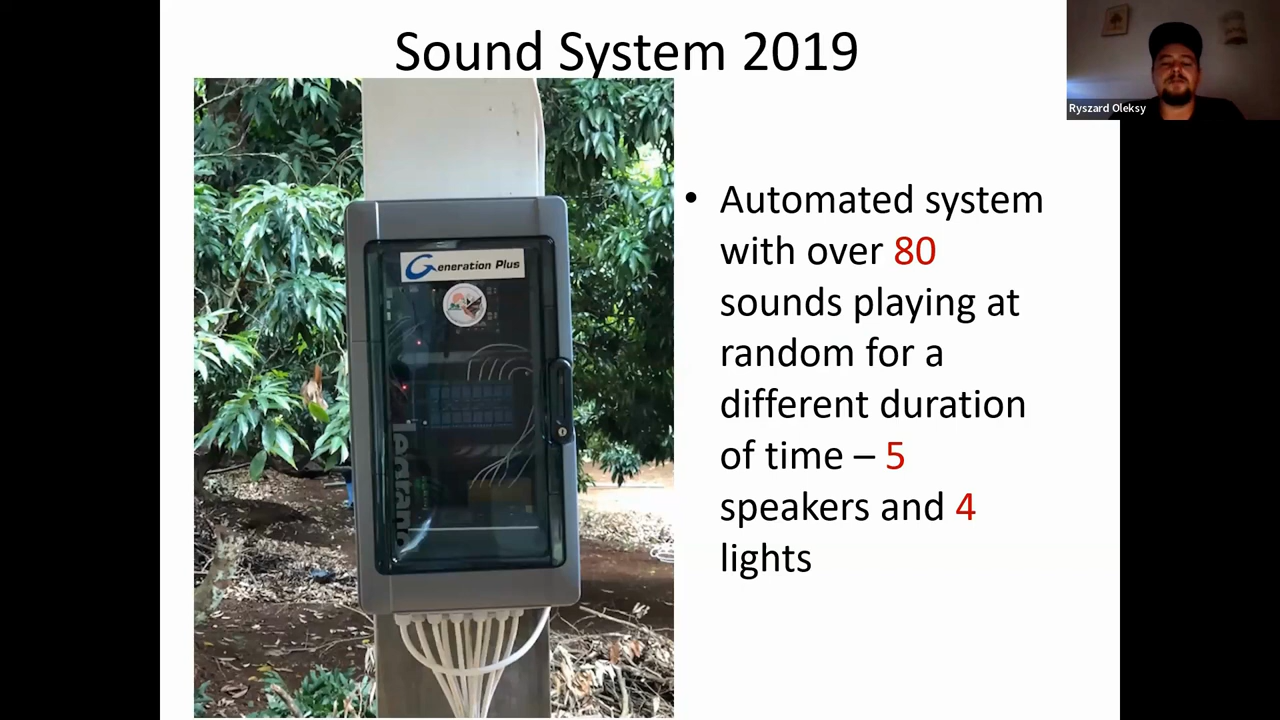 Sound System 2019
Ryszard Oleksy
Generation Plus
legrand
• Automated system
with over 80
sounds playing at
random for a
different duration
of time – 5
speakers and 4
lights